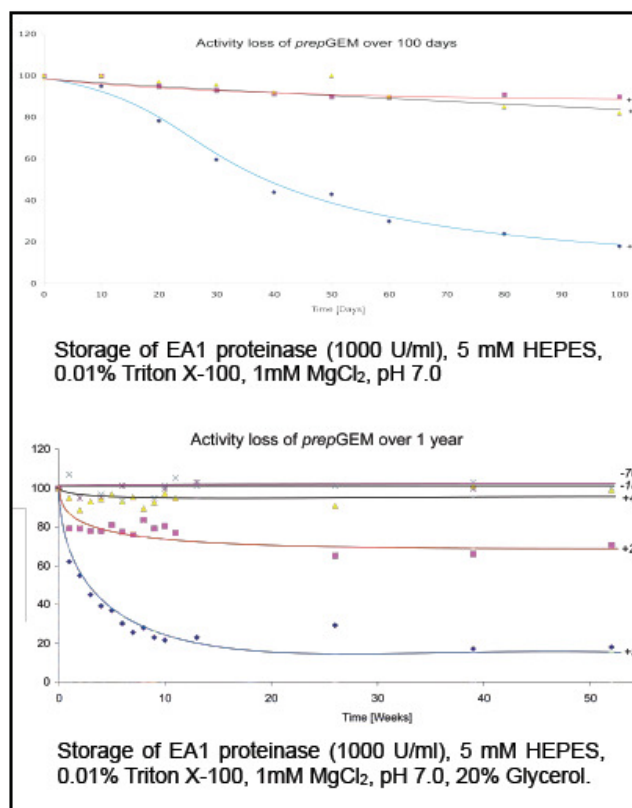 Activity loss of prepGEM over 100 days
120
100
80
60
40
20
0
0 10 20 30 40 50 60 70 80 90 100
Time [Days]
Storage of EA1 proteinase (1000 U/ml), 5 mM HEPES,
0.01% Triton X-100, 1mM MgCl₂, pH 7.0
Activity loss of prepGEM over 1 year
120
100
80
60
40
20
0
0 10 20 30 40 50
Time [Weeks]
Storage of EA1 proteinase (1000 U/ml), 5 mM HEPES,
0.01% Triton X-100, 1mM MgCl₂, pH 7.0, 20% Glycerol.